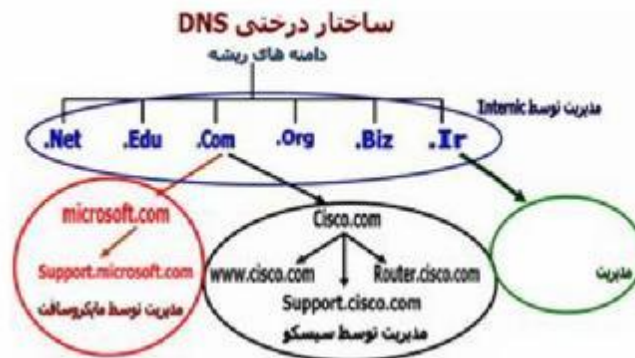 ساختار درختی DNS
دامنه های ریشه
مدیریت توسط Internic
.Net .Edu .Com .Org .Biz .Ir
microsoft.com
Support.microsoft.com
مدیریت توسط مایکروسافت
Cisco.com
www.cisco.com Router.cisco.com
Support.cisco.com
مدیریت توسط سیسکو
مدیریت